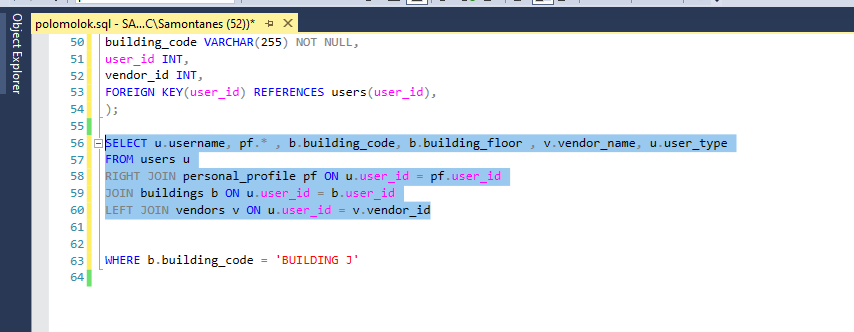 Object Explorer
polomolok.sql - SA...C\Samontanes (52))*
50 building_code VARCHAR(255) NOT NULL,
51 user_id INT,
52 vendor_id INT,
53 FOREIGN KEY(user_id) REFERENCES users(user_id),
54 );
55
56 SELECT u.username, pf.* , b.building_code, b.building_floor , v.vendor_name, u.user_type
57 FROM users u
58 RIGHT JOIN personal_profile pf ON u.user_id = pf.user_id
59 JOIN buildings b ON u.user_id = b.user_id
60 LEFT JOIN vendors v ON u.user_id = v.vendor_id
61
62
63 WHERE b.building_code = 'BUILDING J'
64